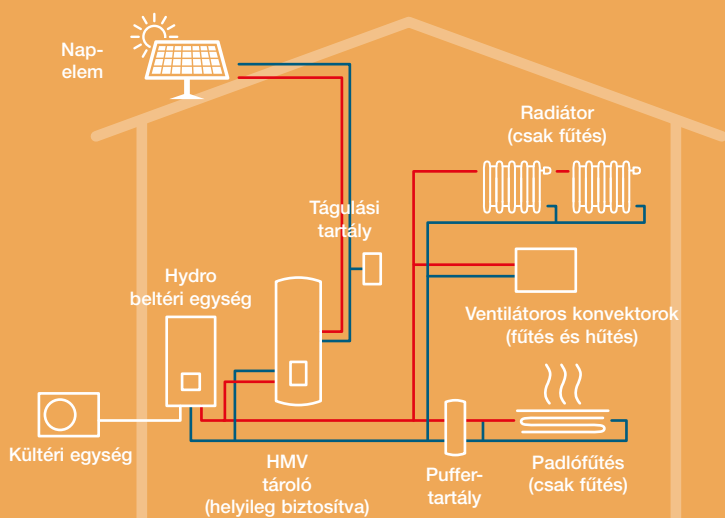 Nap-
elem
Radiátor
(csak fűtés)
Tágulási
tartály
Hydro
beltéri egység
Ventilátoros konvektorok
(fűtés és hűtés)
Kültéri egység
HMV
tároló
(helyileg biztosítva)
Puffer-
tartály
Padlófűtés
(csak fűtés)